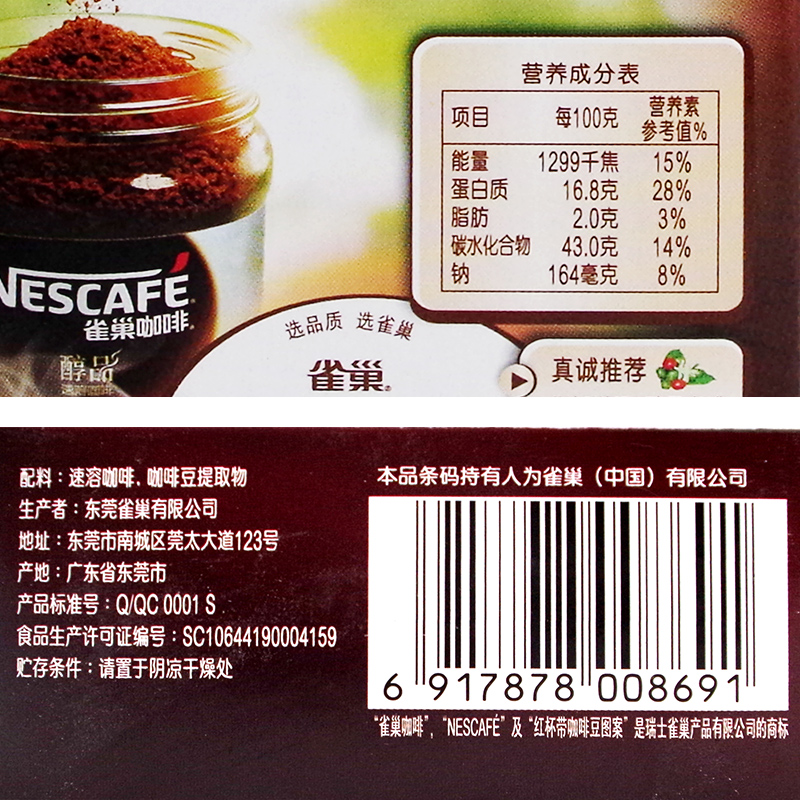 营养成分表
项目 每100克 营养素参考值%
能量 1299千焦 15%
蛋白质 16.8克 28%
脂肪 2.0克 3%
碳水化合物 43.0克 14%
钠 164毫克 8%
NESCAFÉ
雀巢咖啡
选品质 选雀巢
雀巢
真诚推荐
配料：速溶咖啡，咖啡豆提取物
生产者：东莞雀巢有限公司
地址：东莞市南城区莞太大道123号
产地：广东省东莞市
产品标准号：Q/QC 0001 S
食品生产许可证编号：SC10644190004159
贮存条件：请置于阴凉干燥处
本品条码持有人为雀巢（中国）有限公司
6 917878 008691
“雀巢咖啡”，“NESCAFÉ”及“红杯带咖啡豆图案”是瑞士雀巢产品有限公司的商标